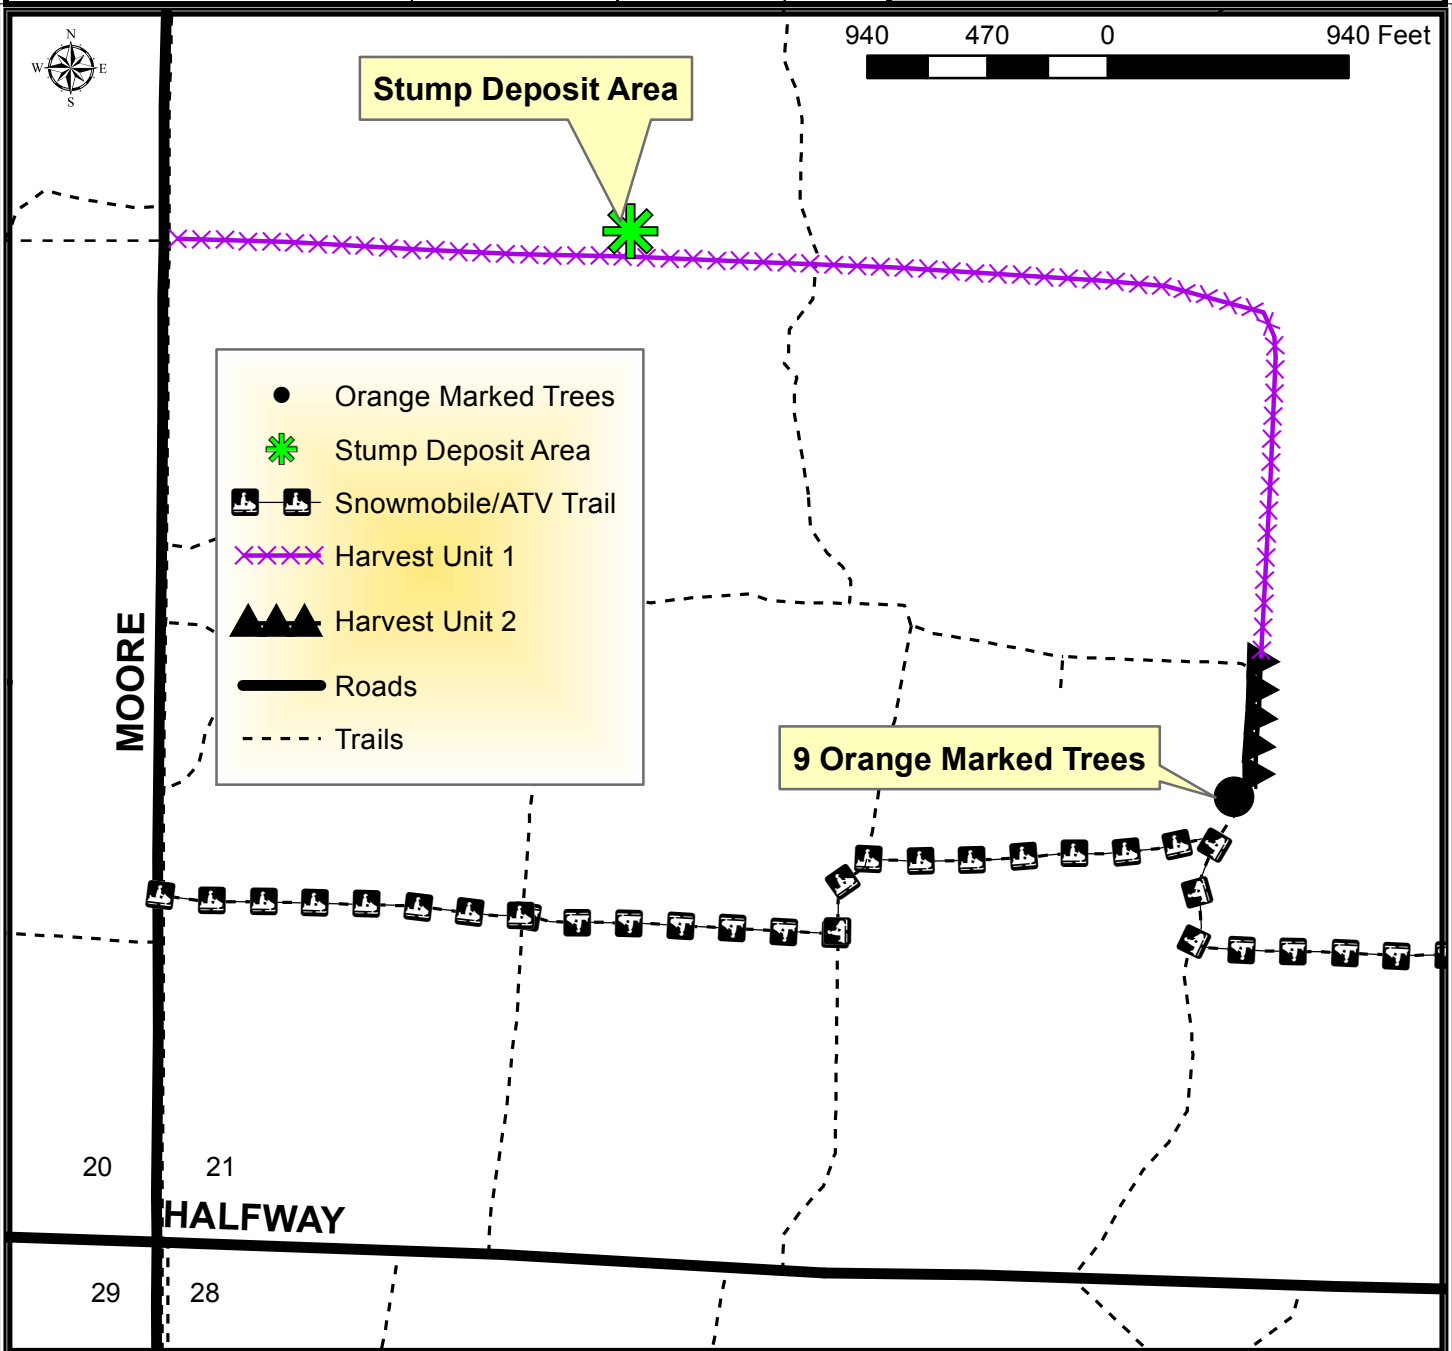 N
W E
S
940 470 0 940 Feet
Stump Deposit Area
Orange Marked Trees
Stump Deposit Area
Snowmobile/ATV Trail
Harvest Unit 1
Harvest Unit 2
Roads
Trails
MOORE
9 Orange Marked Trees
20 21
HALFWAY
29 28